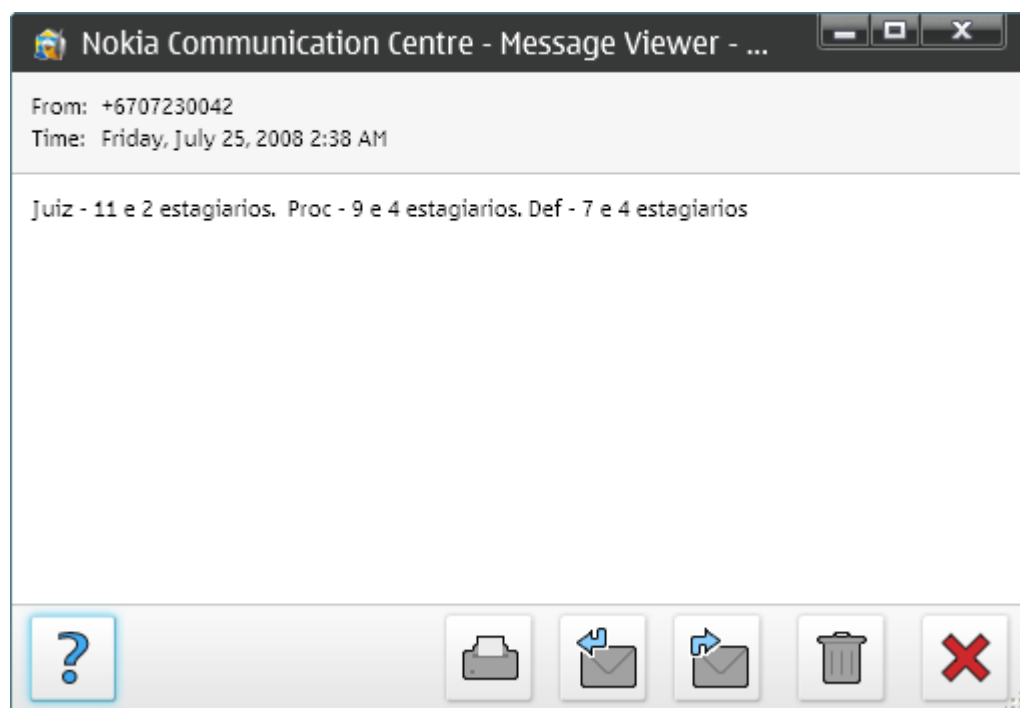 Nokia Communication Centre - Message Viewer - ...
From: +6707230042
Time: Friday, July 25, 2008 2:38 AM
Juiz - 11 e 2 estagiarios.  Proc - 9 e 4 estagiarios. Def - 7 e 4 estagiarios